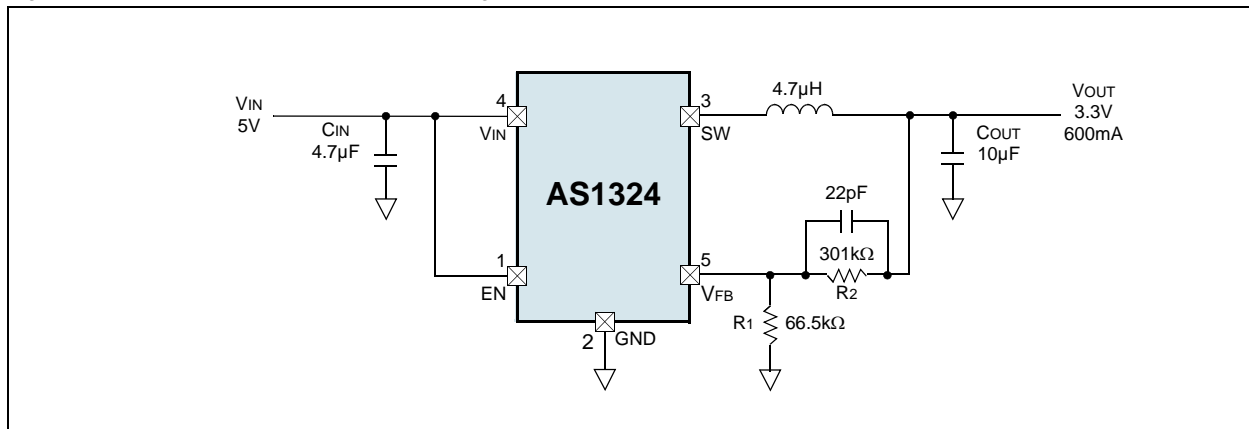 VIN
5V
CIN
4.7µF
4
VIN
1
EN
AS1324
2
GND
3
SW
5
VFB
4.7µH
22pF
301kΩ
R2
R1
66.5kΩ
COUT
10µF
VOUT
3.3V
600mA